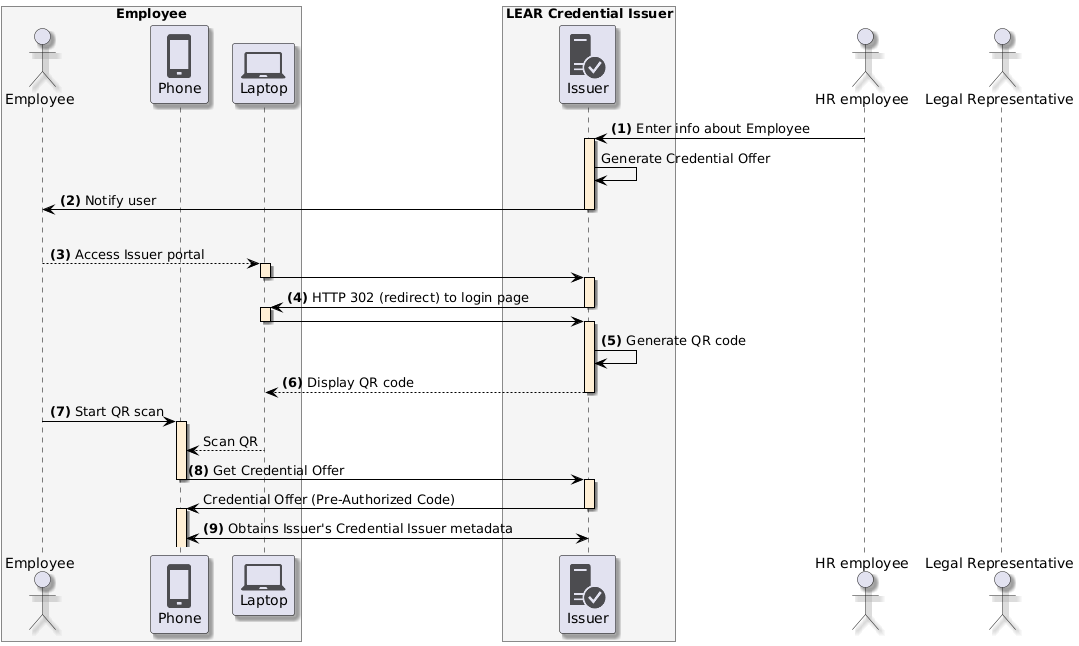 Employee
LEAR Credential Issuer
Employee
Phone
Laptop
Issuer
HR employee
Legal Representative
(1) Enter info about Employee
Generate Credential Offer
(2) Notify user
(3) Access Issuer portal
(4) HTTP 302 (redirect) to login page
(5) Generate QR code
(6) Display QR code
(7) Start QR scan
Scan QR
(8) Get Credential Offer
Credential Offer (Pre-Authorized Code)
(9) Obtains Issuer's Credential Issuer metadata
Employee
Phone
Laptop
Issuer
HR employee
Legal Representative